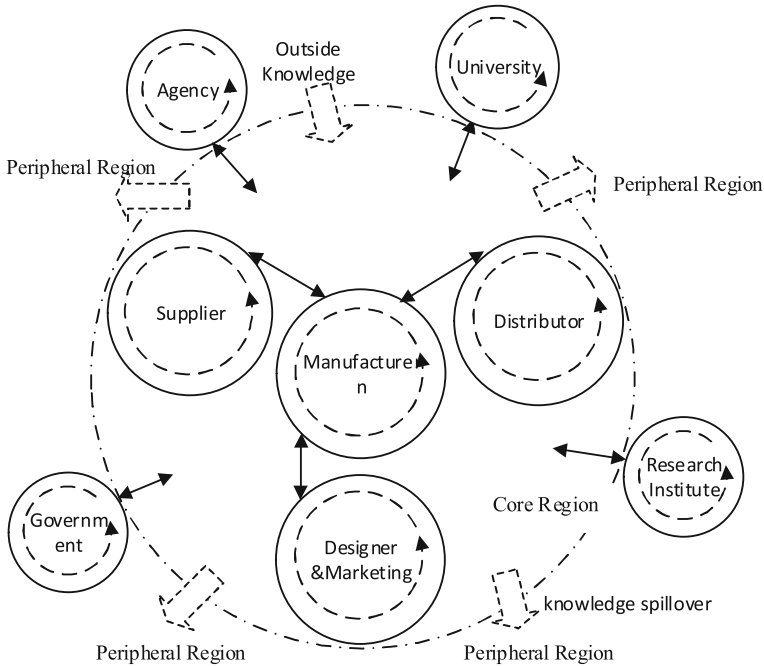 Outside
Knowledge
Agency
University
Peripheral Region
Peripheral Region
Supplier
Distributor
Manufacturer
n
Research
Institute
Core Region
Governm
ent
Designer
&Marketing
knowledge spillover
Peripheral Region
Peripheral Region